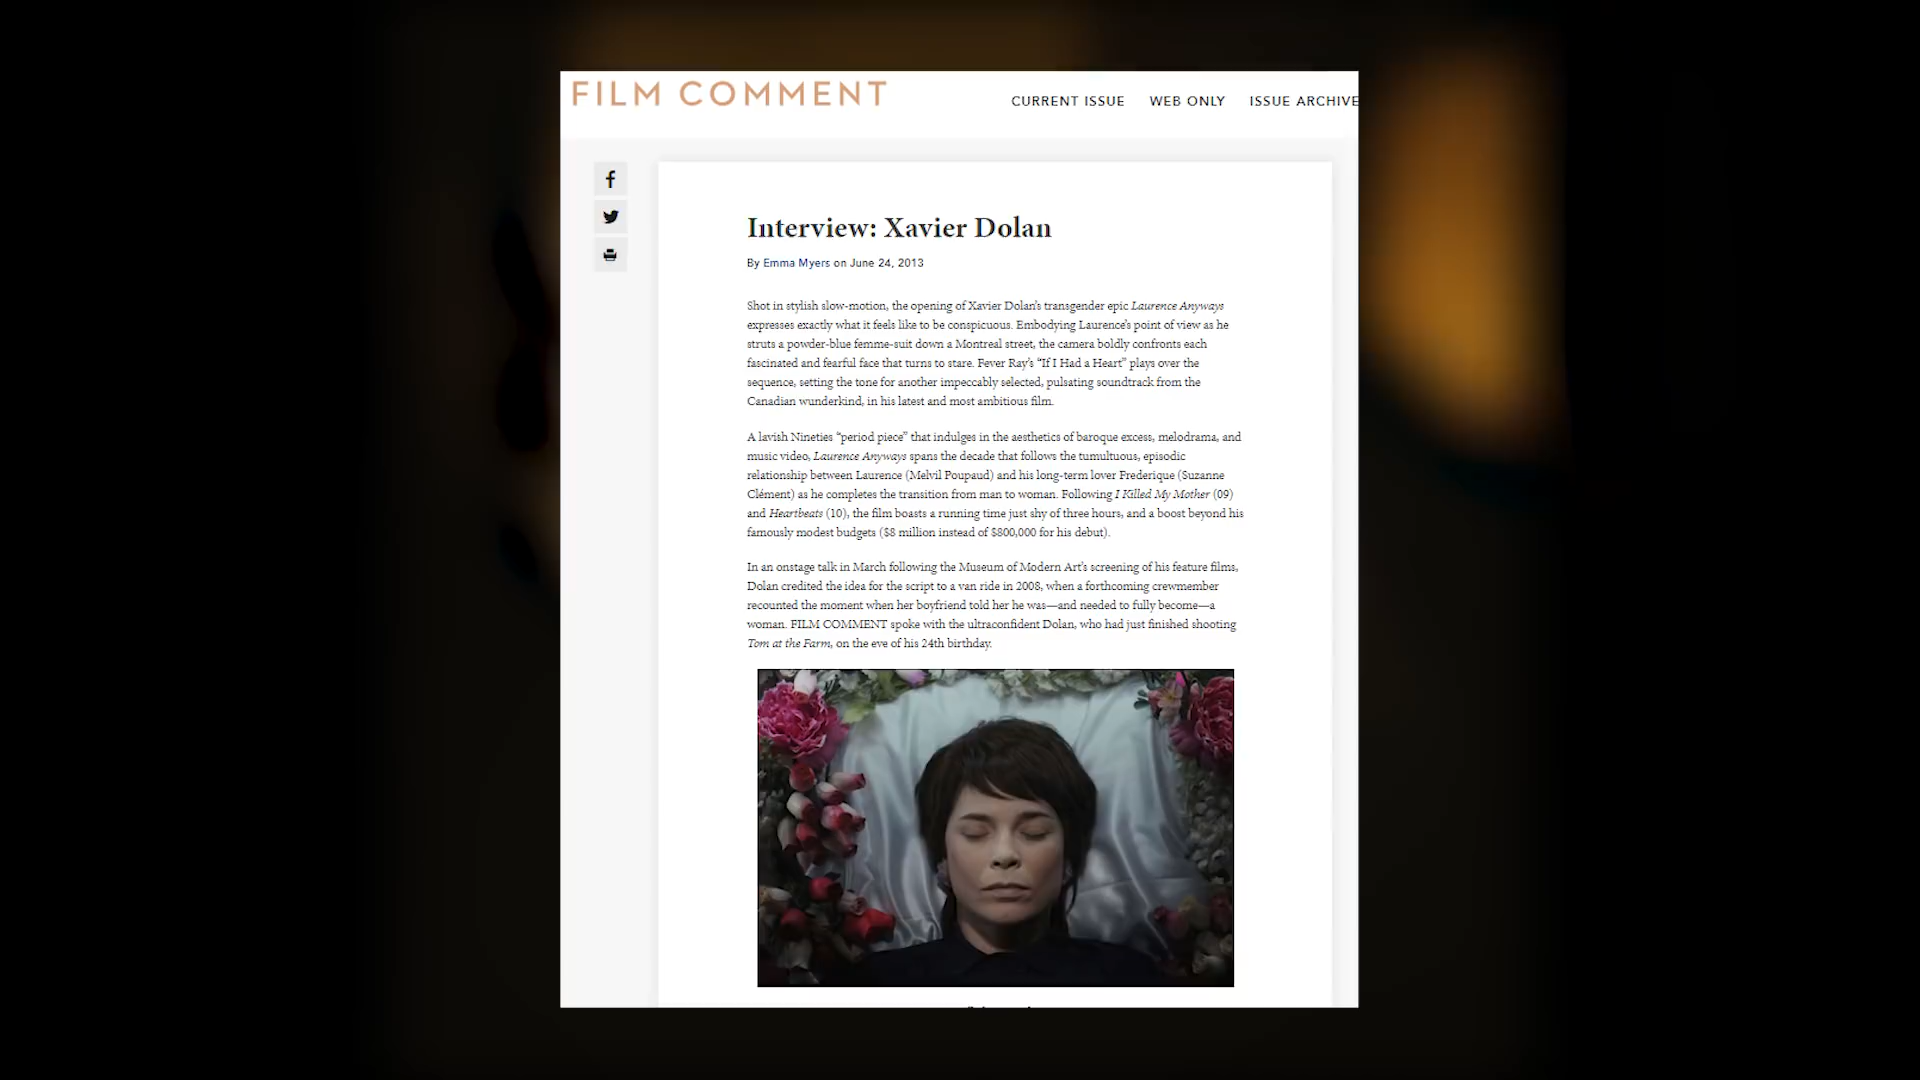 FILM COMMENT
CURRENT ISSUE WEB ONLY ISSUE ARCHIVE
Interview: Xavier Dolan
By Emma Myers on June 24, 2013
Shot in stylish slow-motion, the opening of Xavier Dolan's transgender epic Laurence Anyways
expresses exactly what it feels like to be conspicuous. Embodying Laurence's point of view as he
struts a powder-blue femme-suit down a Montreal street, the camera boldly confronts each
fascinated and fearful face that turns to stare. Fever Ray's “If I Had a Heart” plays over the
sequence, setting the tone for another impeccably selected, pulsating soundtrack from the
Canadian wunderkind, in his latest and most ambitious film.
A lavish Nineties “period piece” that indulges in the aesthetics of baroque excess, melodrama, and
music video, Laurence Anyways spans the decade that follows the tumultuous, episodic
relationship between Laurence (Melvil Poupaud) and his long-term lover Frederique (Suzanne
Clément) as he completes the transition from man to woman. Following I Killed My Mother (09)
and Heartbeats (10), the film boasts a running time just shy of three hours, and a boost beyond his
famously modest budgets ($8 million instead of $800,000 for his debut).
In an onstage talk in March following the Museum of Modern Art's screening of his feature films,
Dolan credited the idea for the script to a van ride in 2008, when a forthcoming crewmember
recounted the moment when her boyfriend told her he was—and needed to fully become—a
woman. FILM COMMENT spoke with the ultraconfident Dolan, who had just finished shooting
Tom at the Farm, on the eve of his 24th birthday.